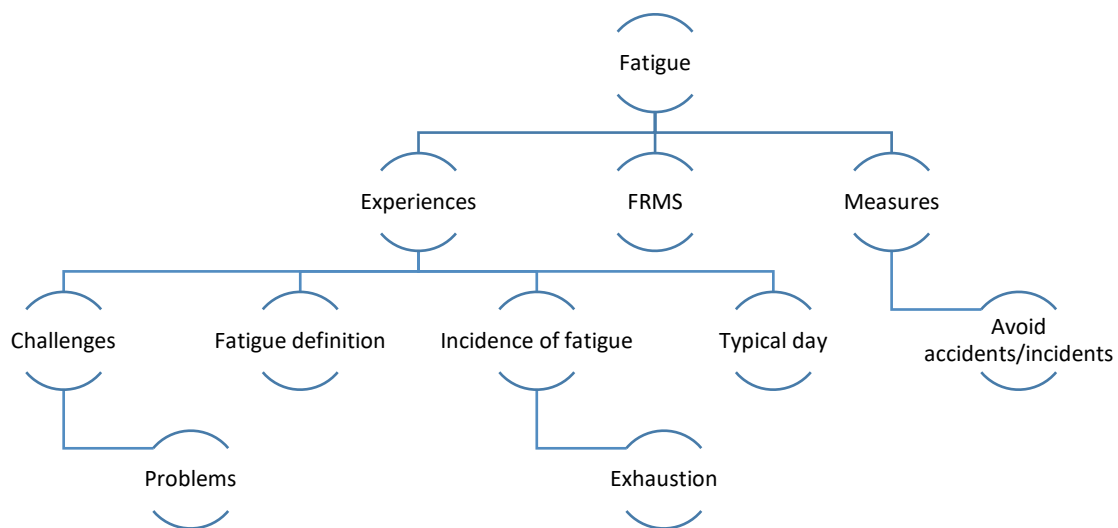 Fatigue
Experiences
FRMS
Measures
Challenges
Fatigue definition
Incidence of fatigue
Typical day
Avoid
accidents/incidents
Problems
Exhaustion